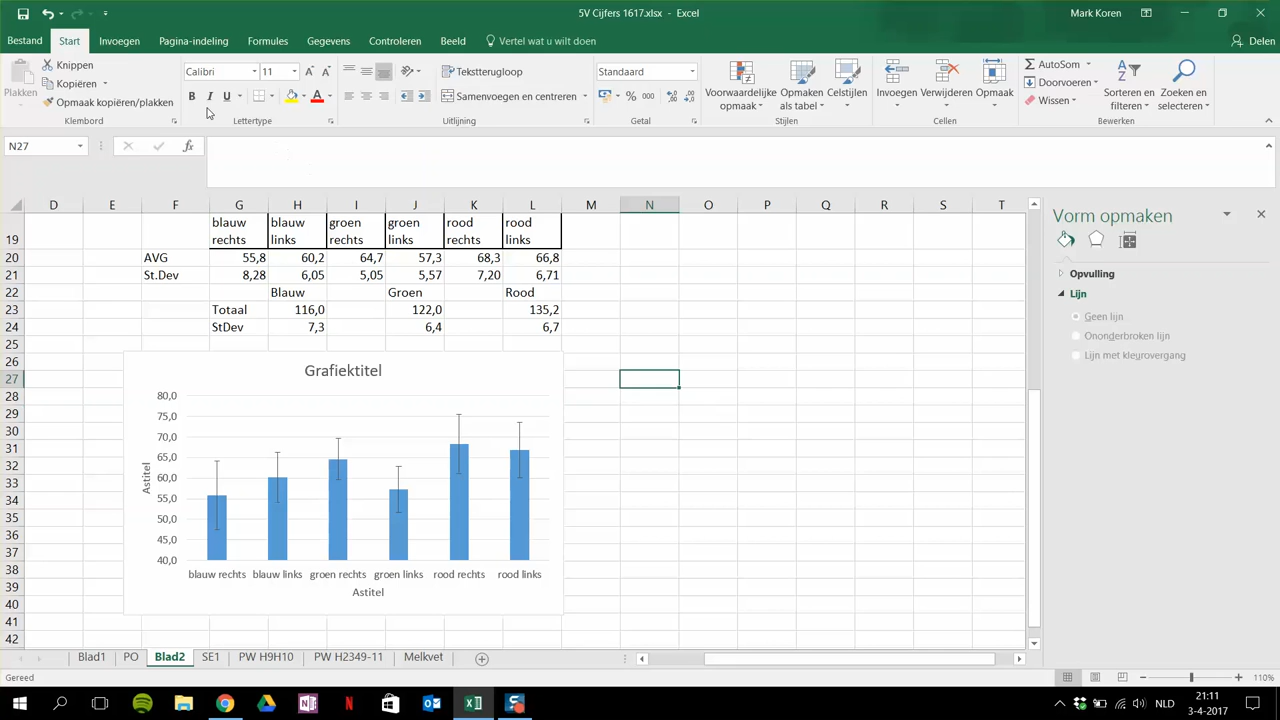 5V Cijfers 1617.xlsx - Excel
Mark Koren
Bestand Start Invoegen Pagina-indeling Formules Gegevens Controleren Beeld Vertel wat u wilt doen Delen
Plakken
Knippen
Kopiëren
Opmaak kopiëren/plakken
Klembord
Calibri 11
B I U
Lettertype
Tekstterugloop
Samenvoegen en centreren
Uitlijning
Standaard
% 000
Getal
Voorwaardelijke opmaak
Opmaken als tabel
Celstijlen
Stijlen
Invoegen Verwijderen Opmaak
Cellen
AutoSom
Doorvoeren
Wissen
Sorteren en filteren
Zoeken en selecteren
Bewerken
N27 fx
D E F G H I J K L M N O P Q R S T
19 blauw rechts blauw links groen rechts groen links rood rechts rood links
20 AVG 55,8 60,2 64,7 57,3 68,3 66,8
21 St.Dev 8,28 6,05 5,05 5,57 7,20 6,71
22 Blauw Groen Rood
23 Totaal 116,0 122,0 135,2
24 StDev 7,3 6,4 6,7
25
26
27
28
29
30
31
32
33
34
35
36
37
38
39
40
41
42
Grafiektitel
80,0
75,0
70,0
65,0
60,0
55,0
50,0
45,0
40,0
Astitel
blauw rechts blauw links groen rechts groen links rood rechts rood links
Astitel
Vorm opmaken
Opvulling
Lijn
Geen lijn
Ononderbroken lijn
Lijn met kleurovergang
Blad1 PO Blad2 SE1 PW H9H10 PW H2349-11 Melkvet
Gereed
110%
NLD
21:11
3-4-2017